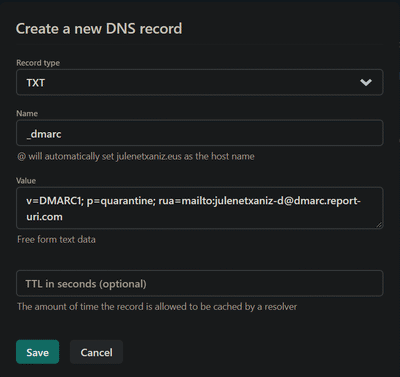 Create a new DNS record
Record type
TXT
Name
_dmarc
@ will automatically set julenetxaniz.eus as the host name
Value
v=DMARC1; p=quarantine; rua=mailto:julenetxaniz-d@dmarc.report-
uri.com
Free form text data
TTL in seconds (optional)
The amount of time the record is allowed to be cached by a resolver
Save
Cancel